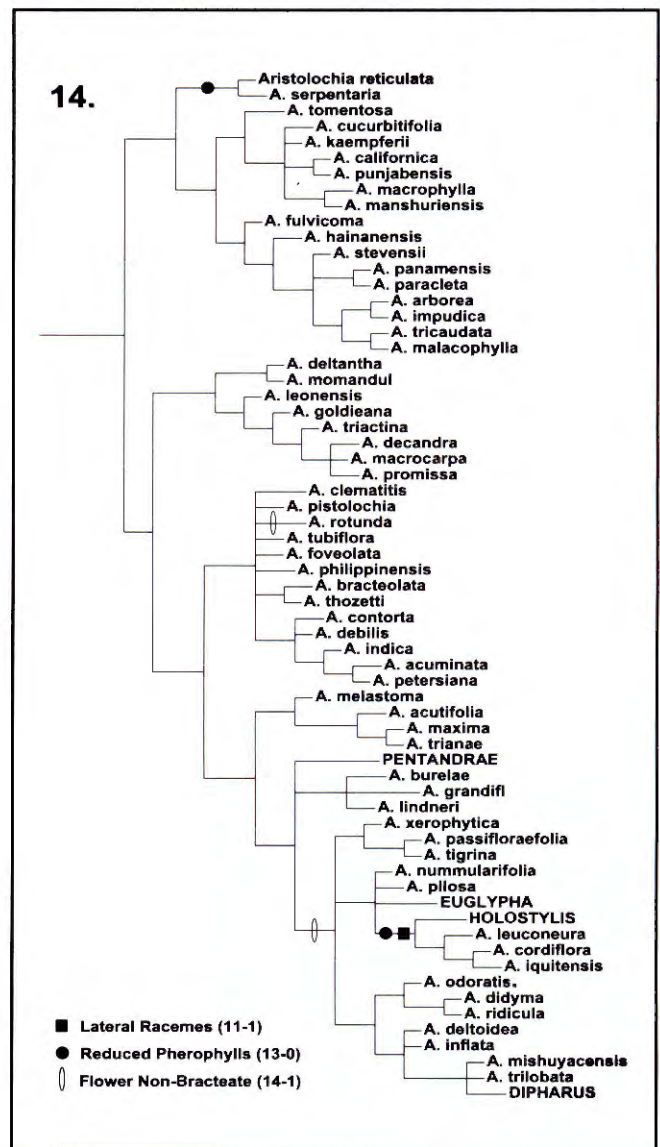 14.
Aristolochia reticulata
A. serpentaria
A. tomentosa
A. cucurbitifolia
A. kaempferii
A. californica
A. punjabensis
A. macrophylla
A. manshuriensis
A. fulvicoma
A. hainanensis
A. stevensii
A. panamensis
A. paracleta
A. arborea
A. impudica
A. tricaudata
A. malacophylla
A. deltantha
A. momandul
A. leonensis
A. goldieana
A. triactina
A. decandra
A. macrocarpa
A. promissa
A. clematitis
A. pistolochia
A. rotunda
A. tubiflora
A. foveolata
A. philippinensis
A. bracteolata
A. thozetti
A. contorta
A. debilis
A. indica
A. acuminata
A. petersiana
A. melastoma
A. acutifolia
A. maxima
A. trianae
PENTANDRAE
A. burelae
A. grandifl
A. lindneri
A. xerophytica
A. passifloraefolia
A. tigrina
A. nummularifolia
A. pilosa
EUGLYPHA
HOLOSTYLIS
A. leuconeura
A. cordiflora
A. iquitensis
A. odoratis.
A. didyma
A. ridicula
A. deltoidea
A. inflata
A. mishuyacensis
A. trilobata
DIPHARUS
Lateral Racemes (11-1)
Reduced Pherophylls (13-0)
Flower Non-Bracteate (14-1)